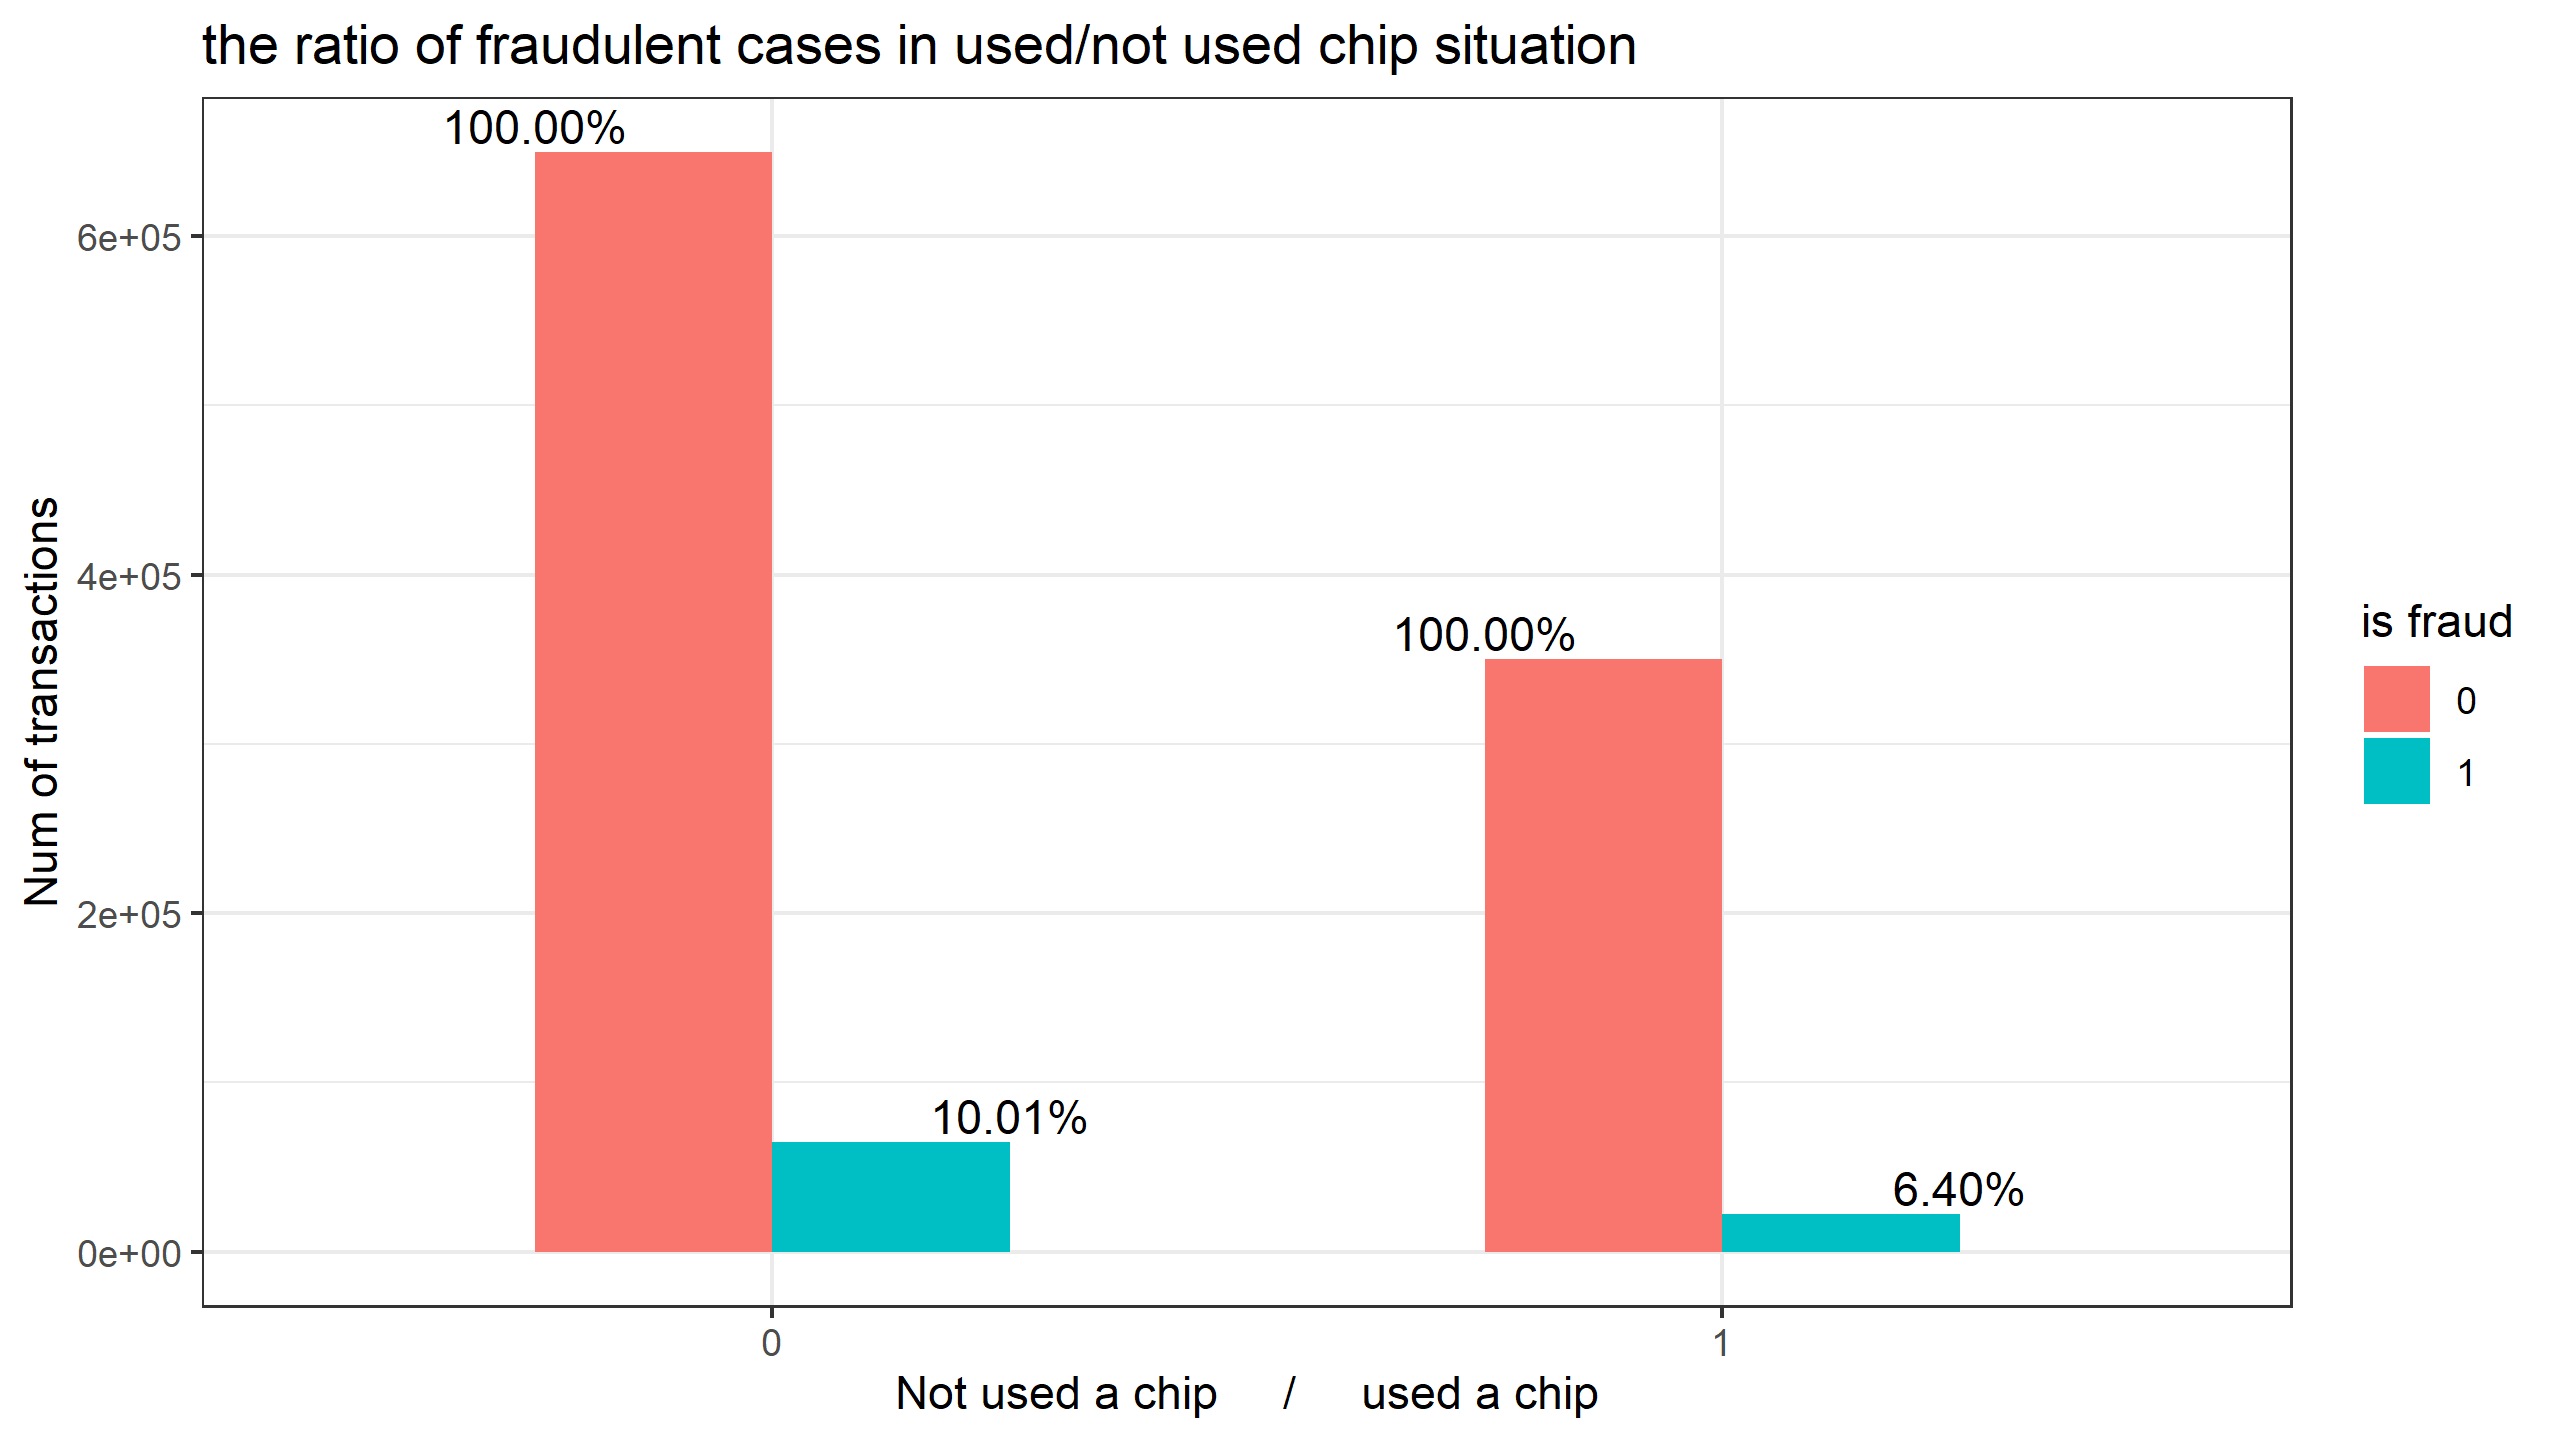 the ratio of fraudulent cases in used/not used chip situation
100.00%
6e+05
4e+05
100.00%
is fraud
0
1
Num of transactions
2e+05
10.01%
6.40%
0e+00
0
1
Not used a chip / used a chip